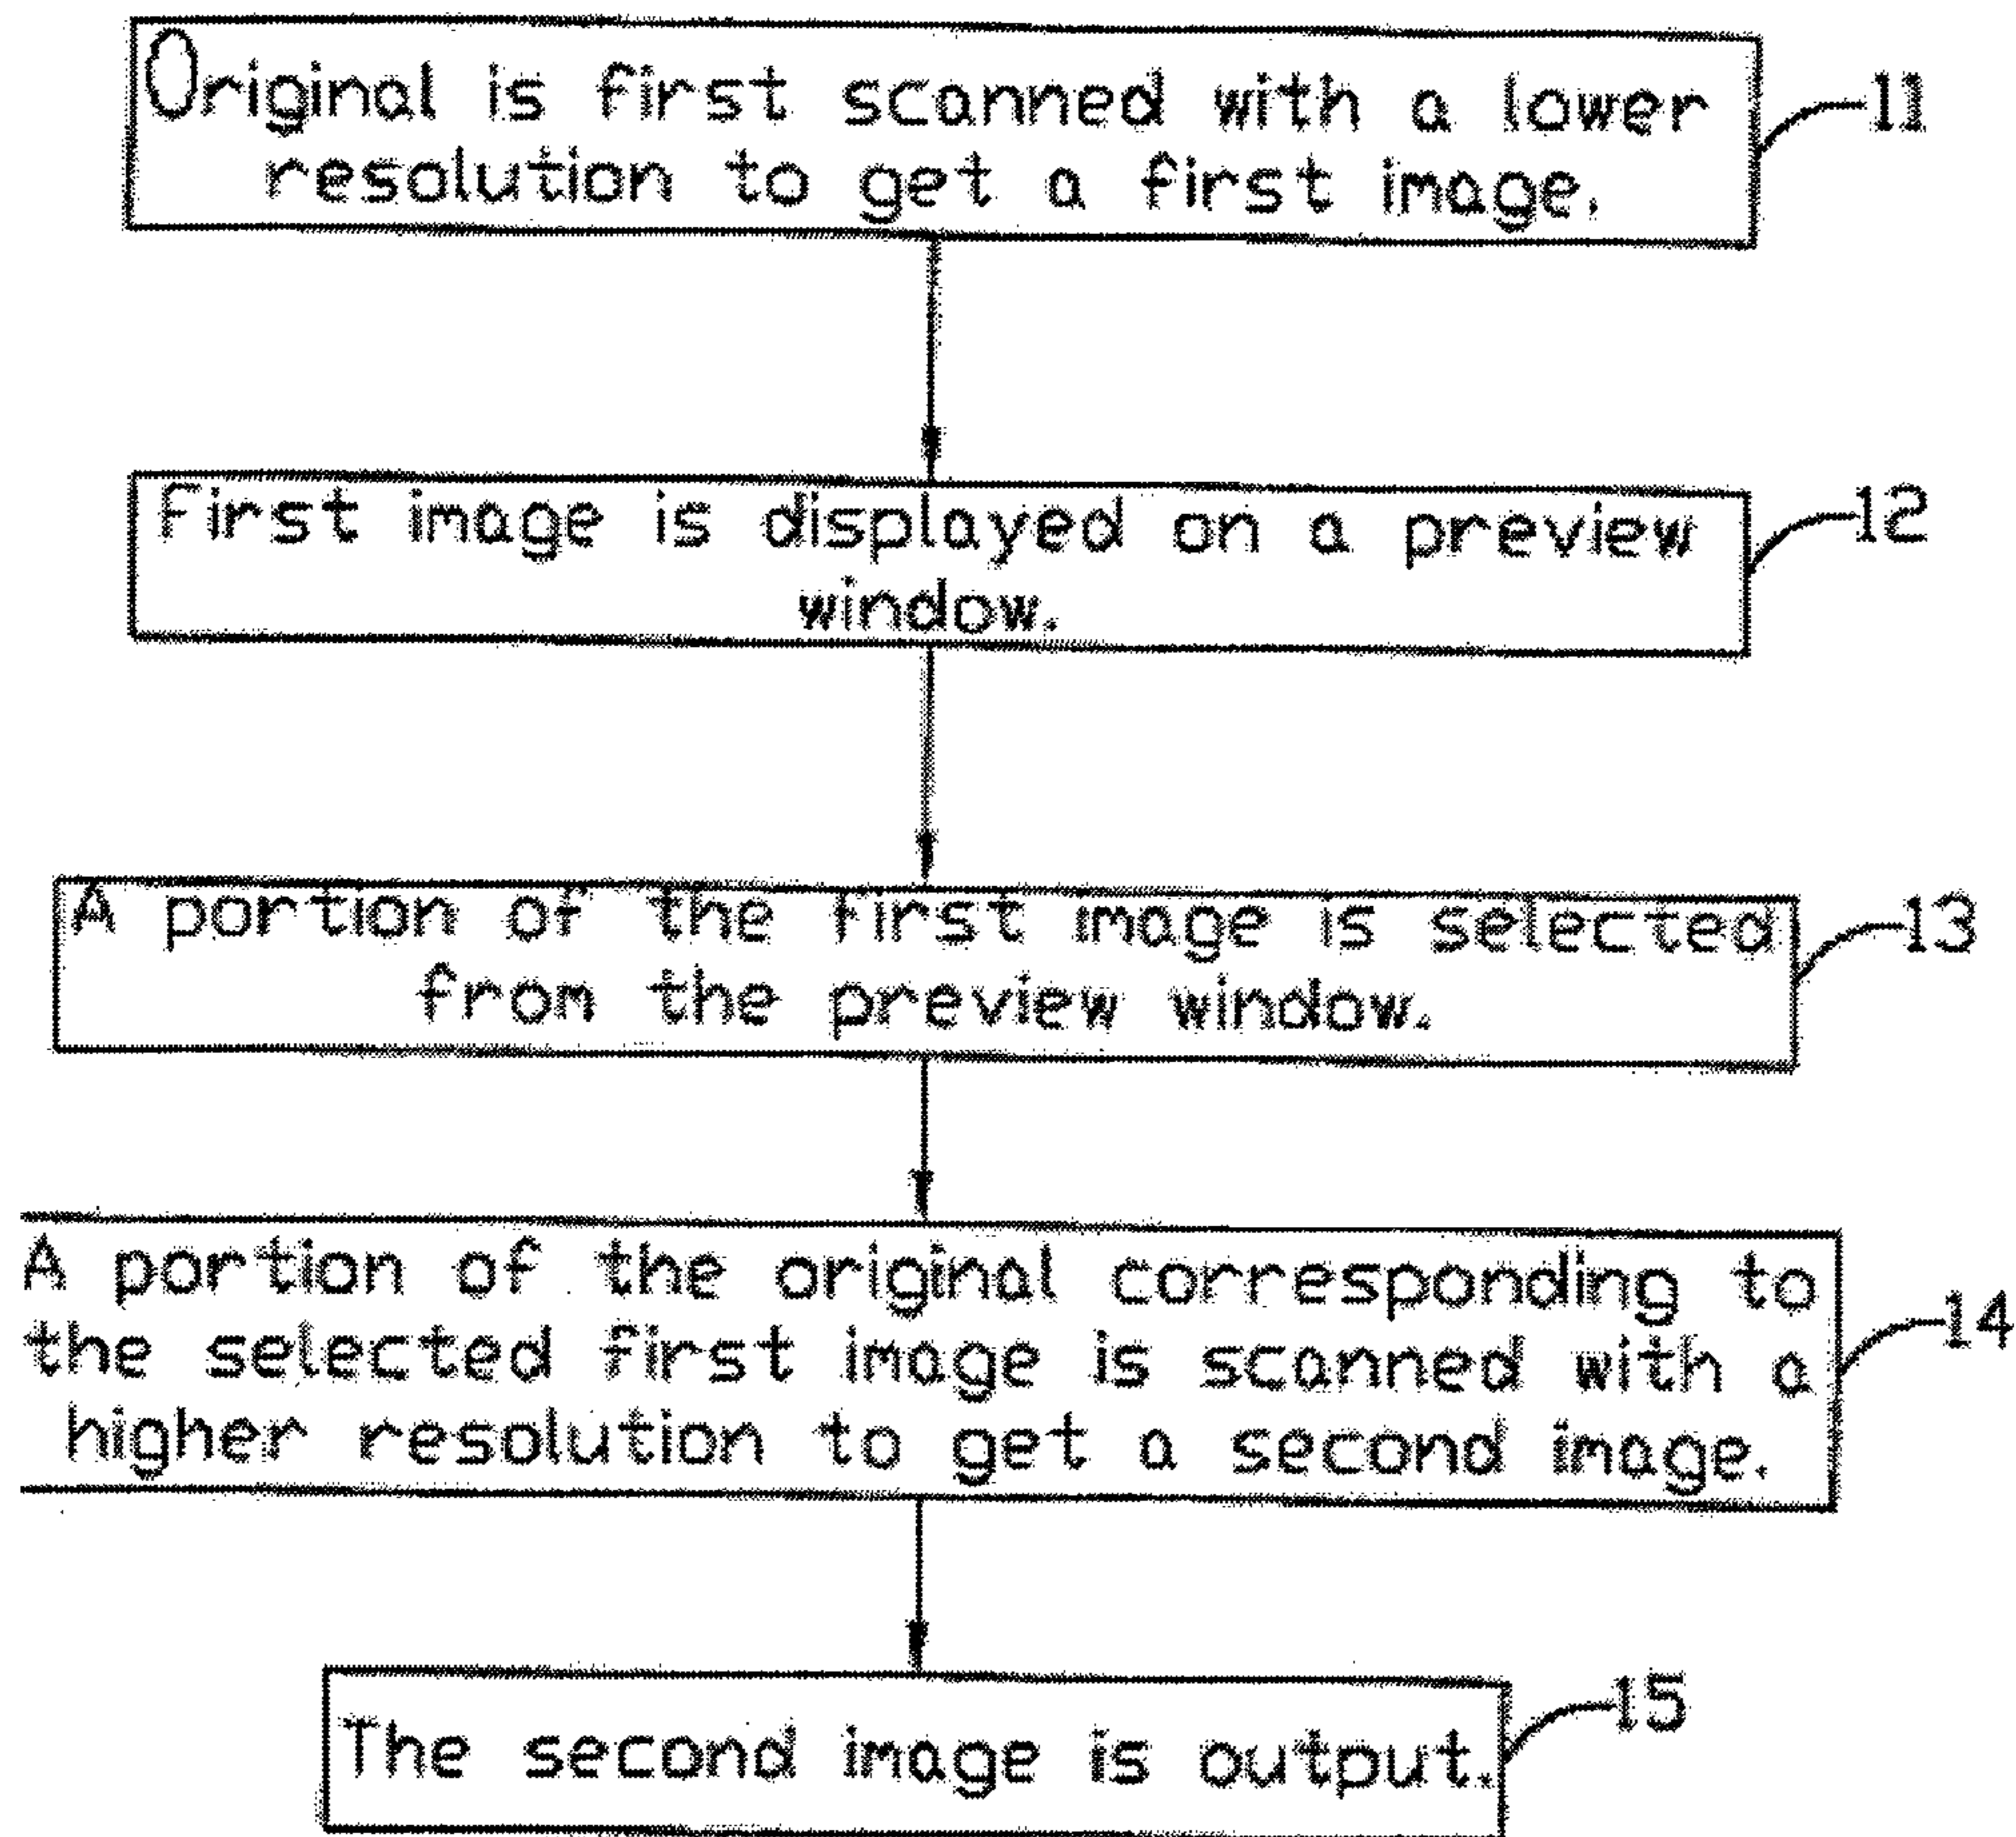 Original is first scanned with a lower
resolution to get a first image.
11
First image is displayed on a preview
window.
12
A portion of the first image is selected
from the preview window.
13
A portion of the original corresponding to
the selected first image is scanned with a
higher resolution to get a second image.
14
The second image is output.
15